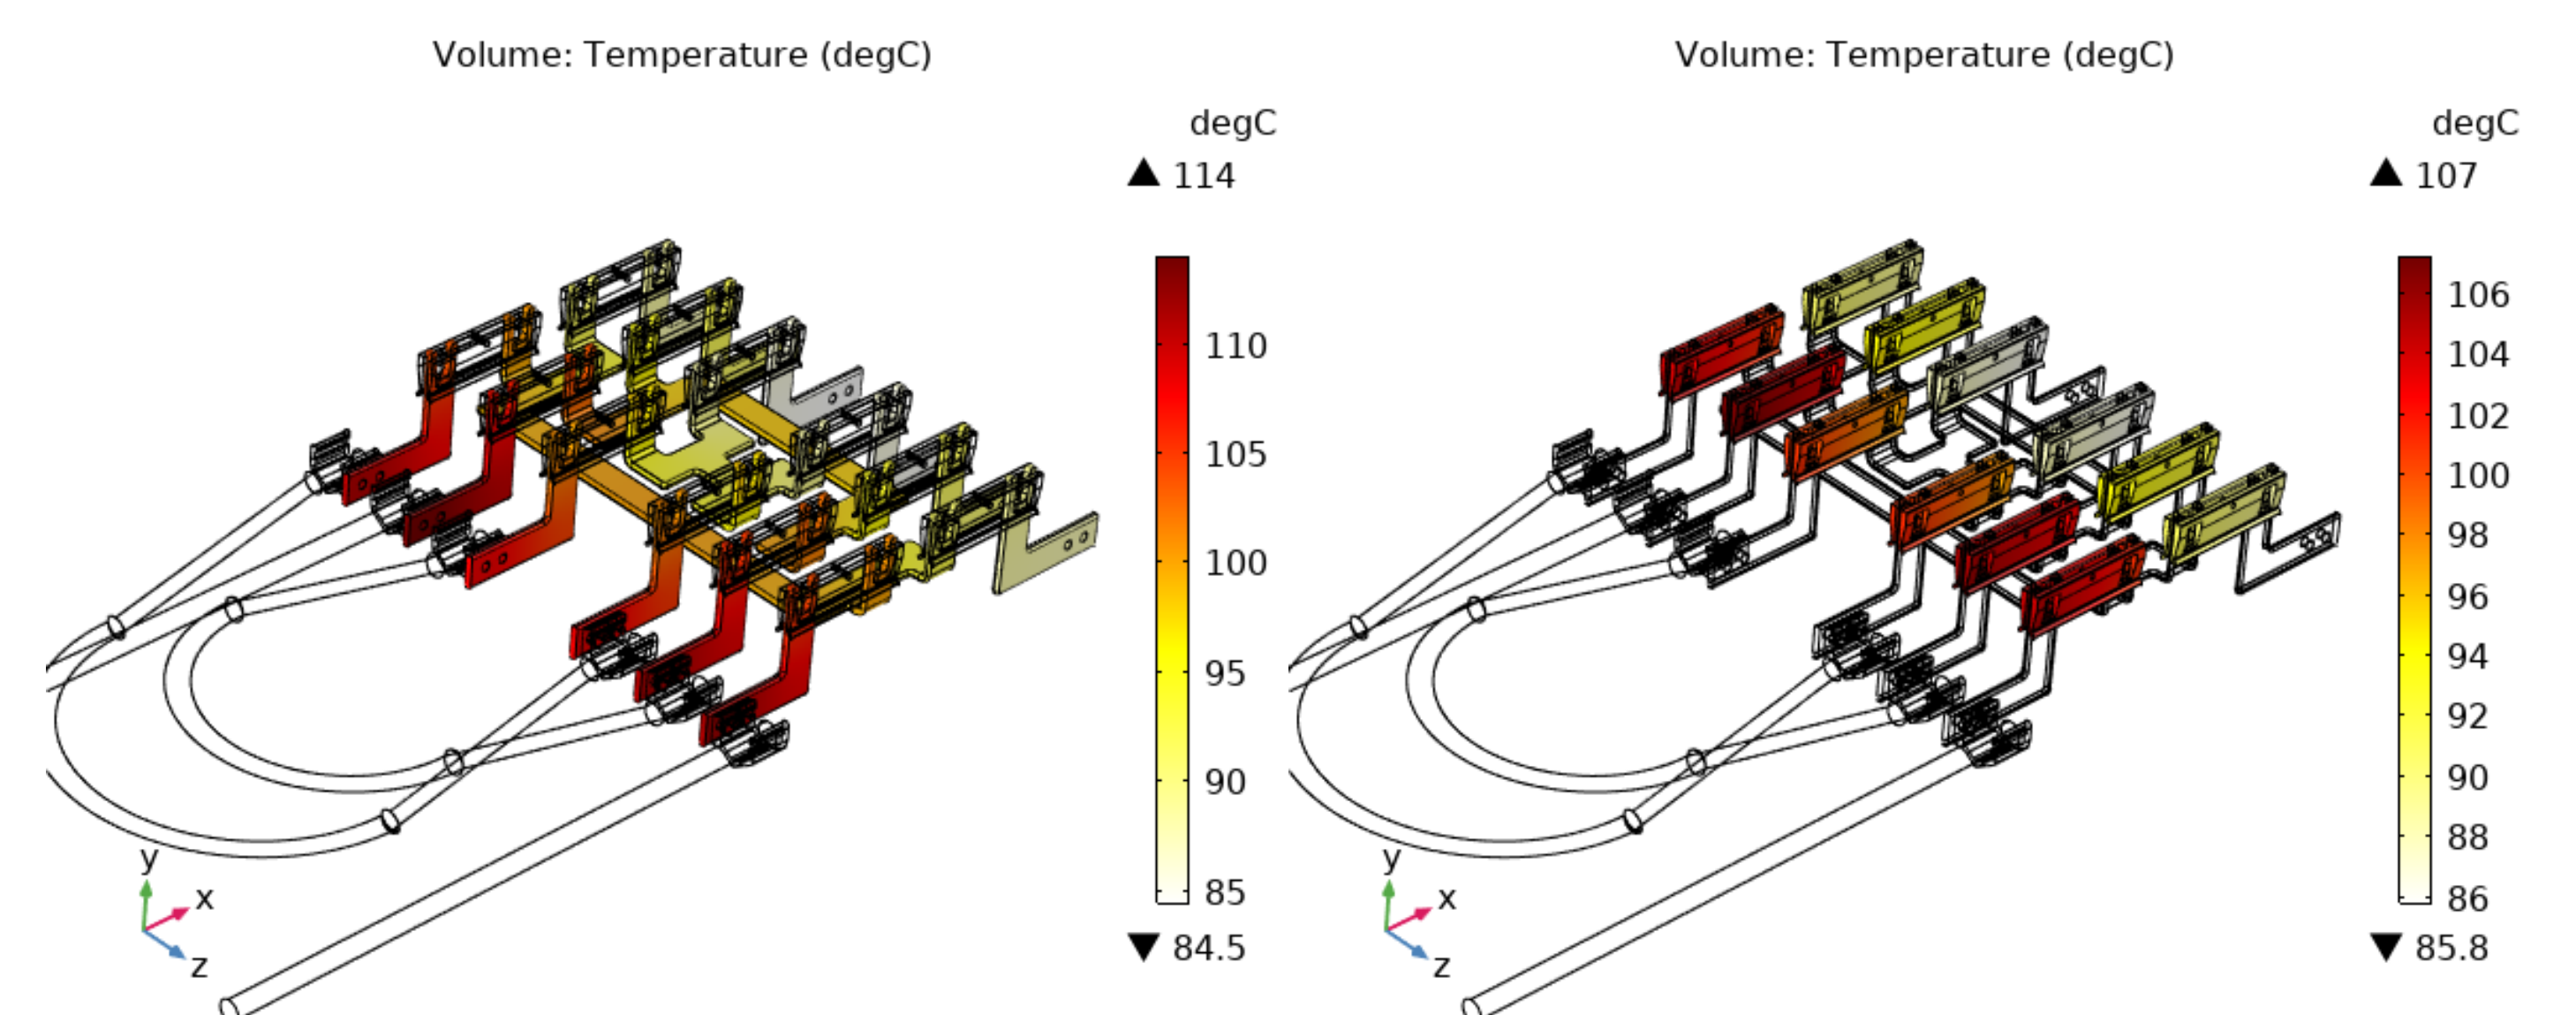 Volume: Temperature (degC)
degC
114
110
105
100
95
90
85
84.5
y
x
z
Volume: Temperature (degC)
degC
107
106
104
102
100
98
96
94
92
90
88
86
85.8
y
x
z